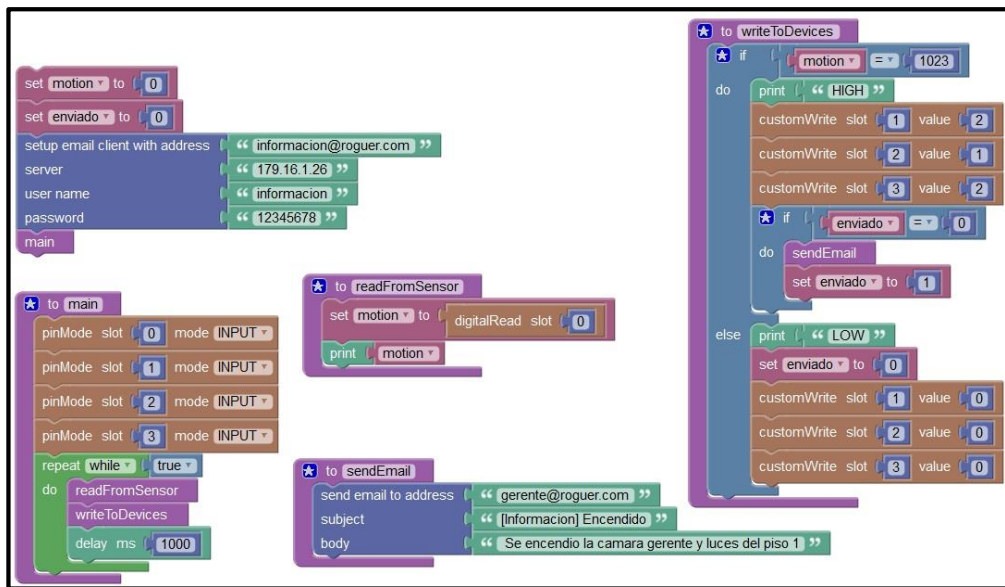 set motion to 0
set enviado to 0
setup email client with address “ informacion@roguer.com ”
server “ 179.16.1.26 ”
user name “ informacion ”
password “ 12345678 ”
main
to main
pinMode slot 0 mode INPUT
pinMode slot 1 mode INPUT
pinMode slot 2 mode INPUT
pinMode slot 3 mode INPUT
repeat while true
do readFromSensor
writeToDevices
delay ms 1000
to readFromSensor
set motion to digitalRead slot 0
print motion
to sendEmail
send email to address “ gerente@roguer.com ”
subject “ [Informacion] Encendido ”
body “ Se encendio la camara gerente y luces del piso 1 ”
to writeToDevices
if motion = 1023
do print “ HIGH ”
customWrite slot 1 value 2
customWrite slot 2 value 1
customWrite slot 3 value 2
if enviado = 0
do sendEmail
set enviado to 1
else print “ LOW ”
set enviado to 0
customWrite slot 1 value 0
customWrite slot 2 value 0
customWrite slot 3 value 0